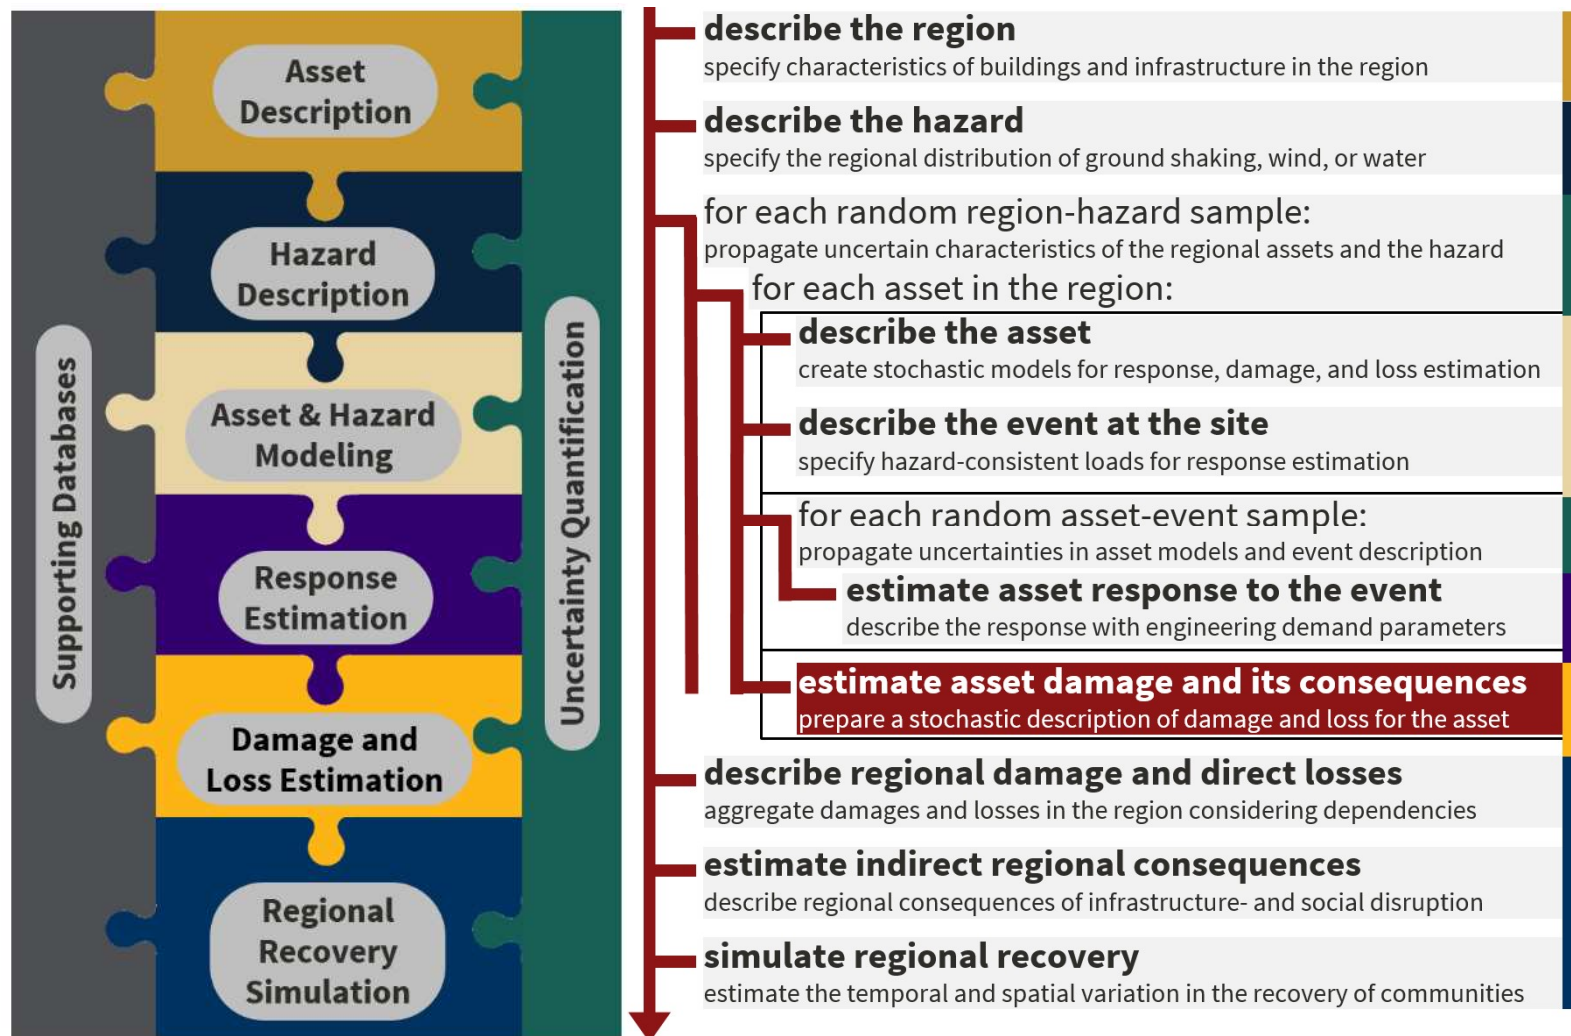 Asset
Description
Hazard
Description
Asset & Hazard
Modeling
Response
Estimation
Damage and
Loss Estimation
Regional
Recovery
Simulation
Supporting Databases
Uncertainty Quantification
describe the region
specify characteristics of buildings and infrastructure in the region
describe the hazard
specify the regional distribution of ground shaking, wind, or water
for each random region-hazard sample:
propagate uncertain characteristics of the regional assets and the hazard
for each asset in the region:
describe the asset
create stochastic models for response, damage, and loss estimation
describe the event at the site
specify hazard-consistent loads for response estimation
for each random asset-event sample:
propagate uncertainties in asset models and event description
estimate asset response to the event
describe the response with engineering demand parameters
estimate asset damage and its consequences
prepare a stochastic description of damage and loss for the asset
describe regional damage and direct losses
aggregate damages and losses in the region considering dependencies
estimate indirect regional consequences
describe regional consequences of infrastructure- and social disruption
simulate regional recovery
estimate the temporal and spatial variation in the recovery of communities